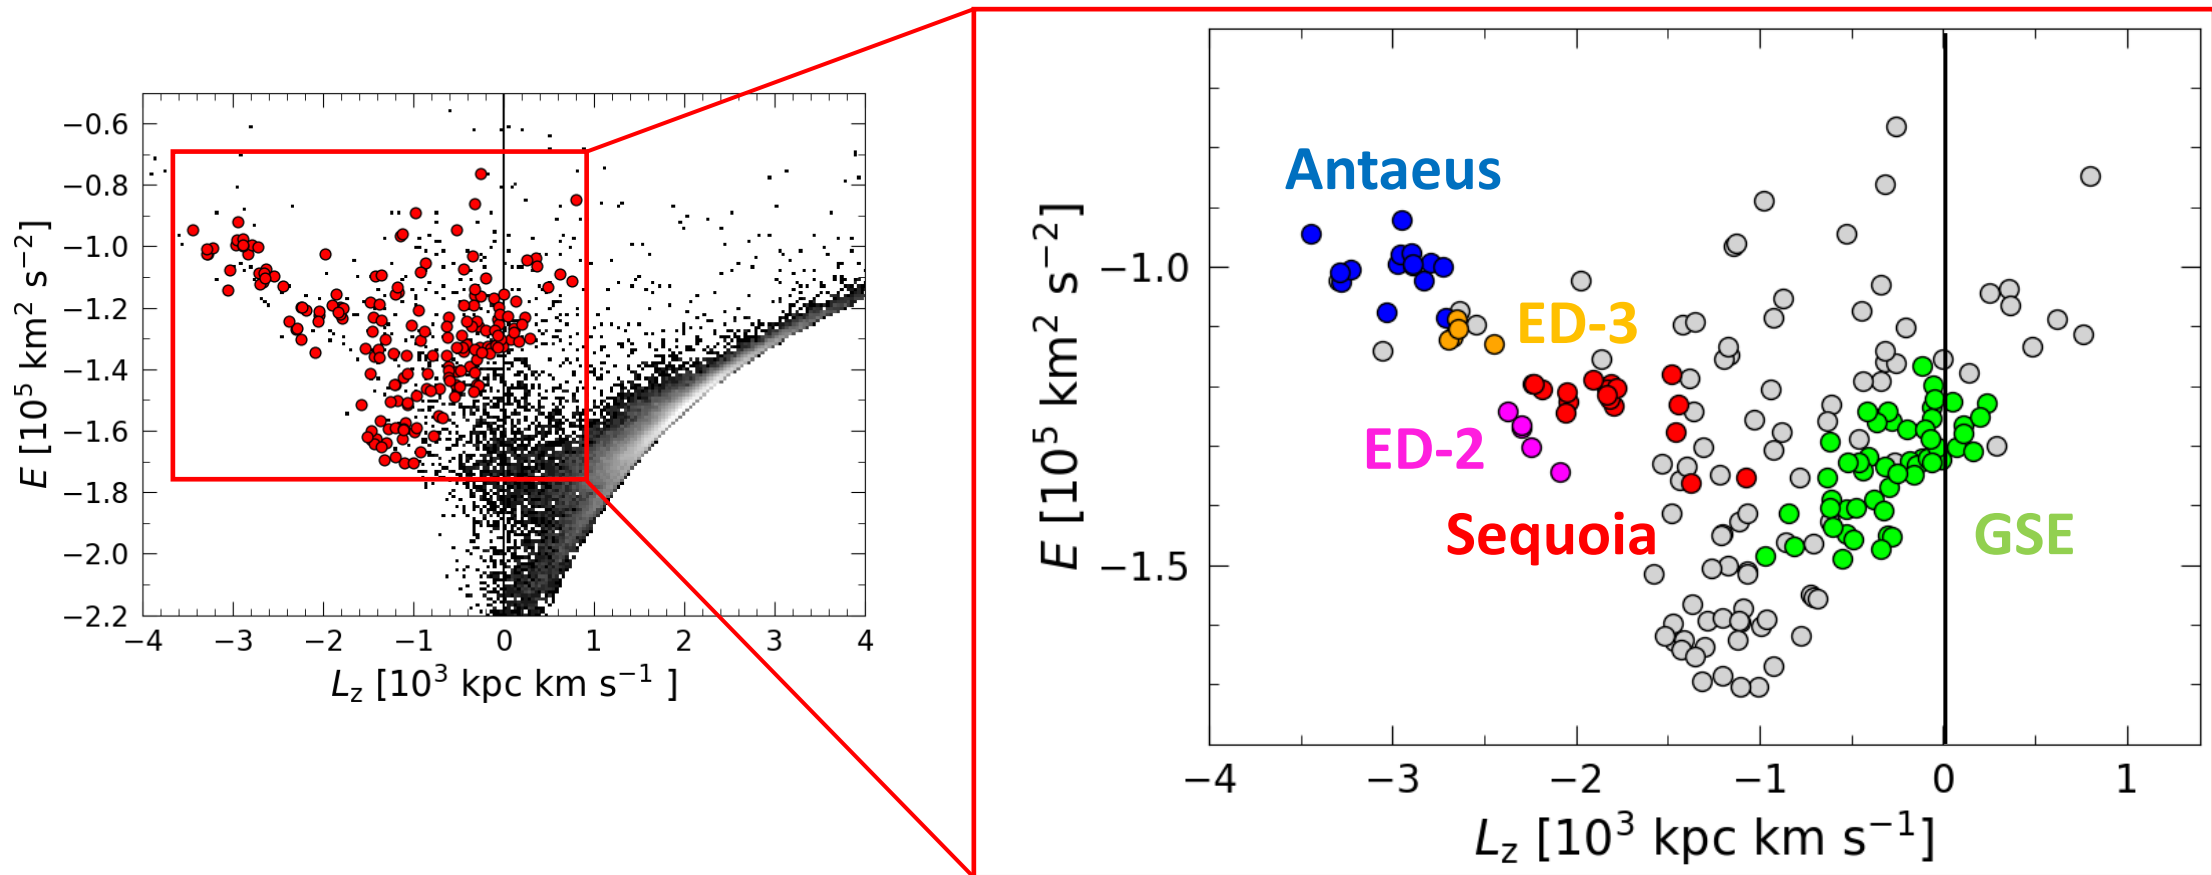 −0.6
−0.8
−1.0
−1.2
−1.4
−1.6
−1.8
−2.0
−2.2
E [10⁵ km² s⁻²]
−4 −3 −2 −1 0 1 2 3 4
L_z [10³ kpc km s⁻¹ ]
Antaeus
ED-3
ED-2
Sequoia
GSE
−1.0
−1.5
E [10⁵ km² s⁻²]
−4 −3 −2 −1 0 1
L_z [10³ kpc km s⁻¹]